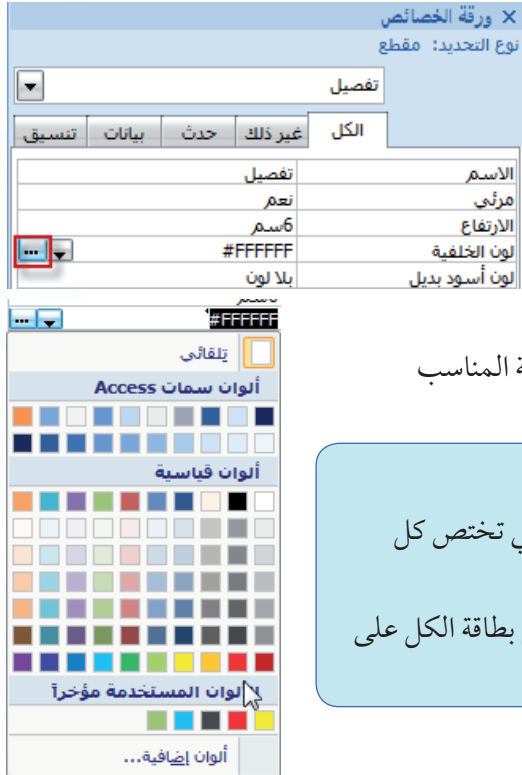 × ورقة الخصائص
نوع التحديد: مقطع
تفصيل
الكل غير ذلك حدث بيانات تنسيق
الاسم تفصيل
مرئي نعم
الارتفاع 6سم
لون الخلفية #FFFFFF ...
لون أسود بديل بلا لون
#FFFFFF ...
تلقائي
ألوان سمات Access
ألوان قياسية
الألوان المستخدمة مؤخراً
ألوان إضافية...
المناسب
تختص كل
بطاقة الكل على